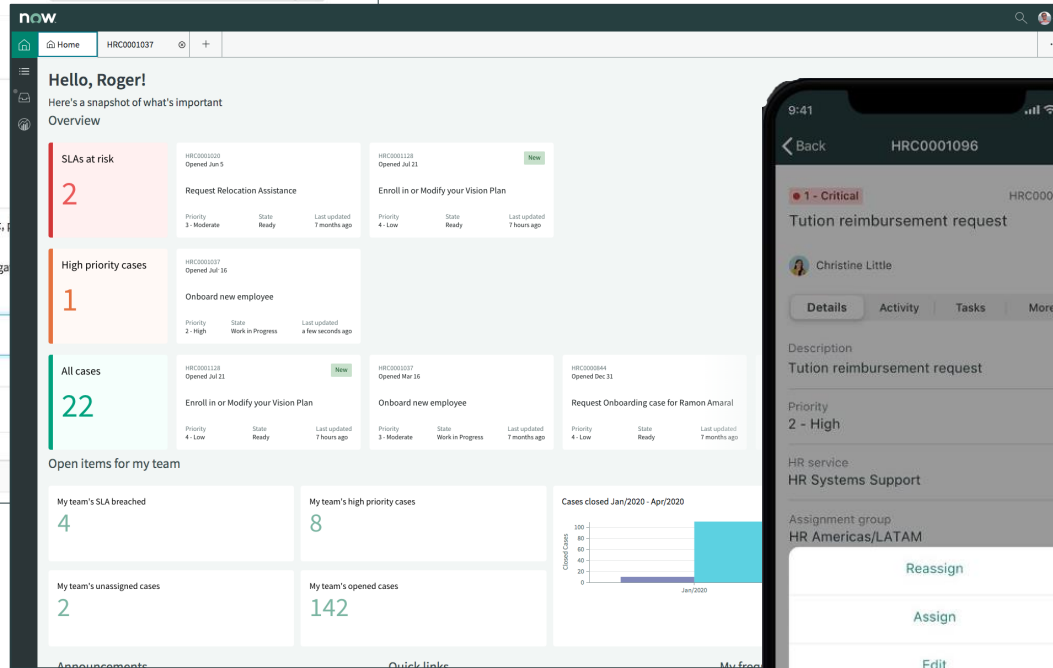 now
Home
HRC0001037
Hello, Roger!
Here's a snapshot of what's important
Overview
SLAs at risk
2
HRC0001020
Opened Jun 5
Request Relocation Assistance
Priority State Last updated
3 - Moderate Ready 7 months ago
HRC0001128
Opened Jul 21
New
Enroll in or Modify your Vision Plan
Priority State Last updated
4 - Low Ready 7 hours ago
High priority cases
1
HRC0001037
Opened Jul 16
Onboard new employee
Priority State Last updated
2 - High Work in Progress a few seconds ago
All cases
22
HRC0001128
Opened Jul 21
New
Enroll in or Modify your Vision Plan
Priority State Last updated
4 - Low Ready 7 hours ago
HRC0001037
Opened Mar 16
Onboard new employee
Priority State Last updated
3 - Moderate Work in Progress 7 months ago
HRC0000844
Opened Dec 31
Request Onboarding case for Ramon Amaral
Priority State Last updated
4 - Low Ready 7 months ago
Open items for my team
My team's SLA breached
4
My team's high priority cases
8
My team's unassigned cases
2
My team's opened cases
142
Cases closed Jan/2020 - Apr/2020
Closed Cases
100
80
60
40
20
0
Jan/2020
Announcements
Quick links
My freq
9:41
Back
HRC0001096
1 - Critical
HRC000
Tution reimbursement request
Christine Little
Details Activity Tasks More
Description
Tution reimbursement request
Priority
2 - High
HR service
HR Systems Support
Assignment group
HR Americas/LATAM
Reassign
Assign
Edit